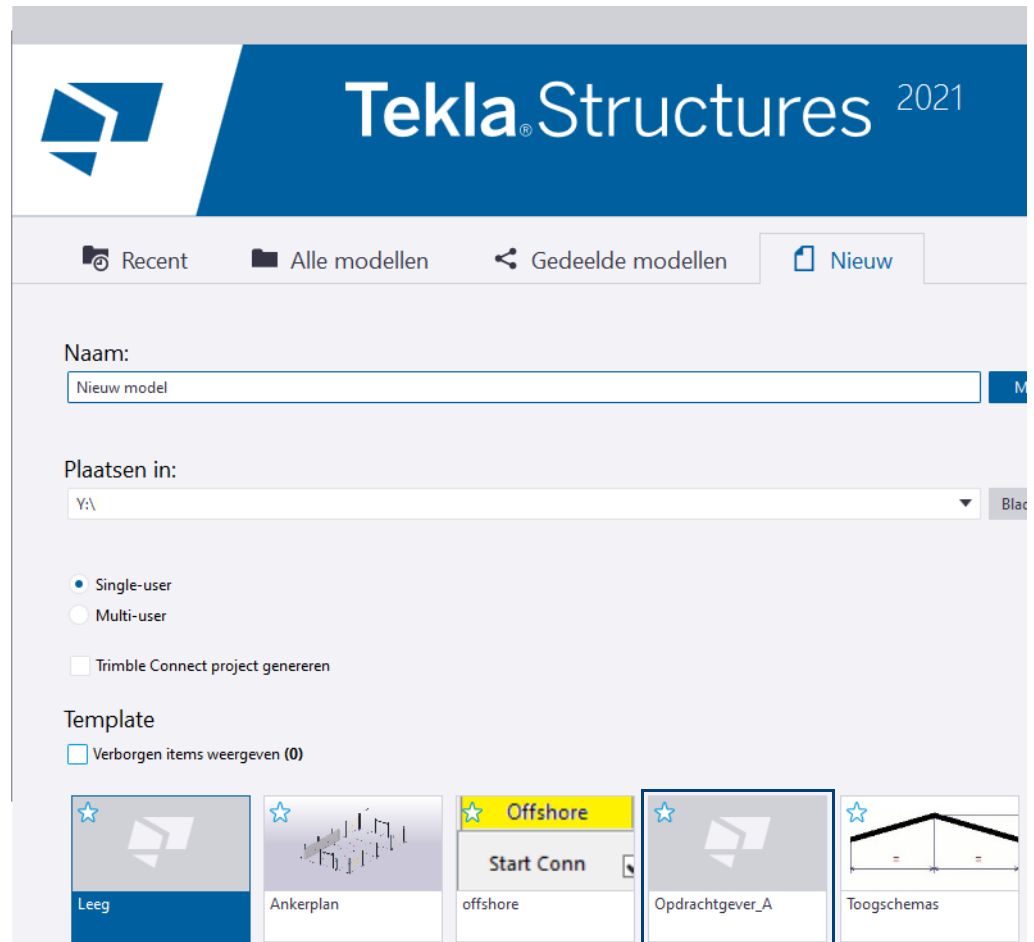 Tekla® Structures 2021
Recent Alle modellen Gedeelde modellen Nieuw
Naam:
Nieuw model M
Plaatsen in:
Y:\ Blad
Single-user
Multi-user
Trimble Connect project genereren
Template
Verborgen items weergeven (0)
Offshore
Start Conn
Leeg Ankerplan offshore Opdrachtgever_A Toogschemas